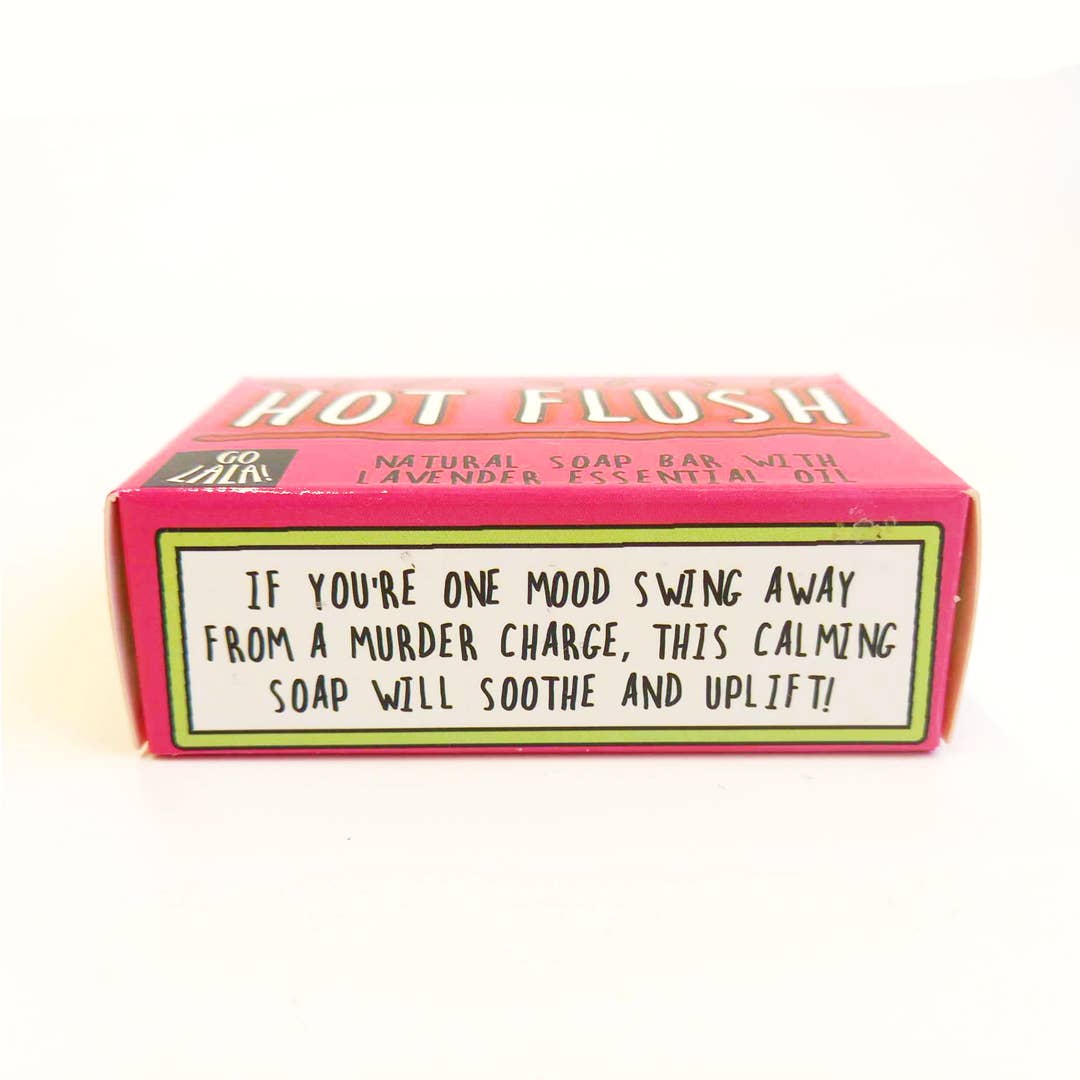 HOT FLUSH
GO
LALA!
NATURAL SOAP BAR WITH
LAVENDER ESSENTIAL OIL
IF YOU'RE ONE MOOD SWING AWAY
FROM A MURDER CHARGE, THIS CALMING
SOAP WILL SOOTHE AND UPLIFT!